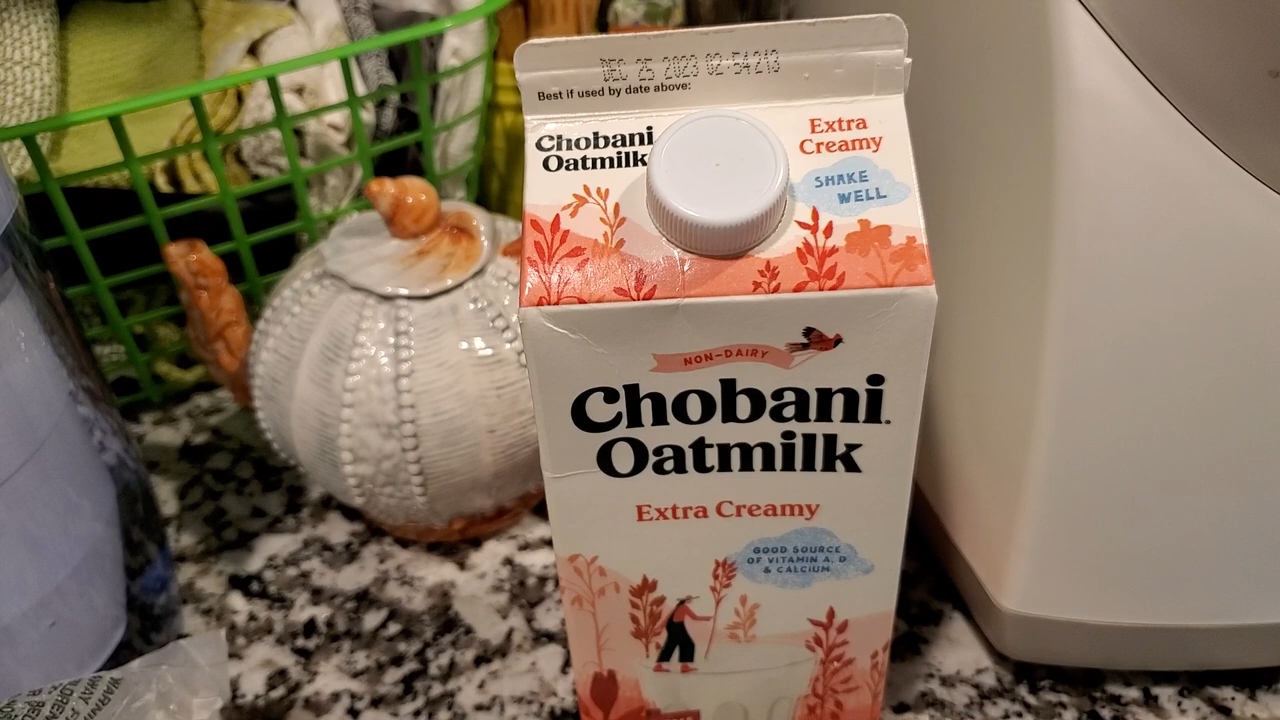 DEC 25 2023 02-54213
Best if used by date above:
Chobani
Oatmilk
Extra
Creamy
SHAKE
WELL
NON-DAIRY
Chobani.
Oatmilk
Extra Creamy
GOOD SOURCE
OF VITAMIN A, D
& CALCIUM